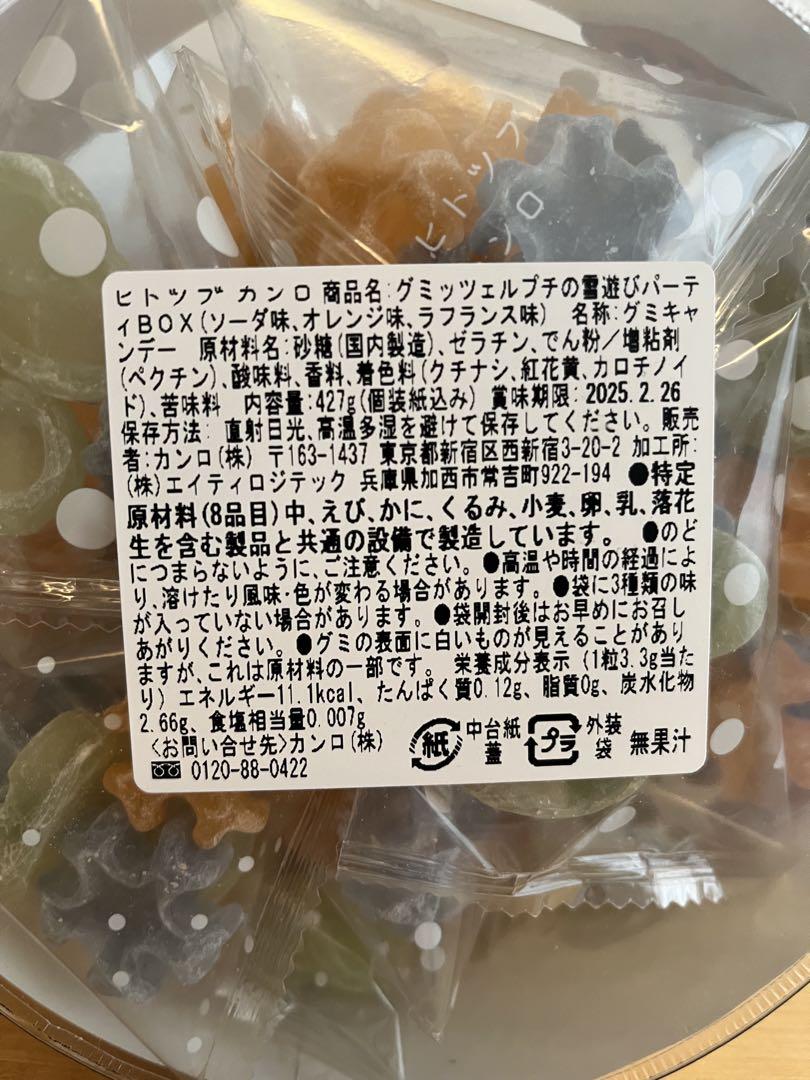 ヒトツブ
ンロ
ヒトツブ カンロ 商品名:グミッツェルプチの雪遊びパーテ
ィBOX(ソーダ味、オレンジ味、ラフランス味) 名称:グミキャ
ンデー 原材料名:砂糖(国内製造)、ゼラチン、でん粉/増粘剤
(ペクチン)、酸味料、香料、着色料(クチナシ、紅花黄、カロチノイ
ド)、苦味料 内容量:427g(個装紙込み) 賞味期限:2025.2.26
保存方法: 直射日光、高温多湿を避けて保存してください。販売
者:カンロ(株) 〒163-1437 東京都新宿区西新宿3-20-2 加工所:
(株)エイティロジテック 兵庫県加西市常吉町922-194 ●特定
原材料(8品目)中、えび、かに、くるみ、小麦、卵、乳、落花
生を含む製品と共通の設備で製造しています。 ●のど
につまらないように、ご注意ください。●高温や時間の経過によ
り、溶けたり風味・色が変わる場合があります。●袋に3種類の味
が入っていない場合があります。●袋開封後はお早めにお召し
あがりください。●グミの表面に白いものが見えることがあり
ますが、これは原材料の一部です。 栄養成分表示 (1粒3.3g当た
り) エネルギー11.1kcal、たんぱく質0.12g、脂質0g、炭水化物
2.66g、食塩相当量0.007g
<お問い合せ先>カンロ(株)
0120-88-0422
紙 中台紙 蓋 プラ 外装 袋 無果汁